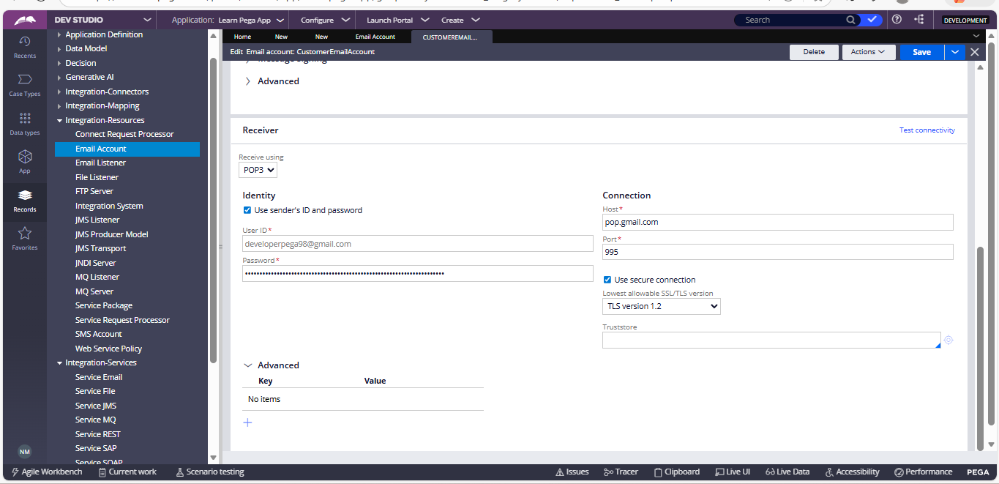 DEV STUDIO
Application: Learn Pega App
Configure
Launch Portal
Create
Search
DEVELOPMENT
Recents
Case Types
Data types
App
Records
Favorites
NM
Application Definition
Data Model
Decision
Generative AI
Integration-Connectors
Integration-Mapping
Integration-Resources
Connect Request Processor
Email Account
Email Listener
File Listener
FTP Server
Integration System
JMS Listener
JMS Producer Model
JMS Transport
JNDI Server
MQ Listener
MQ Server
Service Package
Service Request Processor
SMS Account
Web Service Policy
Integration-Services
Service Email
Service File
Service JMS
Service MQ
Service REST
Service SAP
Service SOAP
Home
New
New
Email Account
CUSTOMEREMAIL...
Edit Email account: CustomerEmailAccount
Delete
Actions
Save
Advanced
Receiver
Test connectivity
Receive using
POP3
Identity
Use sender's ID and password
User ID*
developerpega98@gmail.com
Password*
Connection
Host*
pop.gmail.com
Port*
995
Use secure connection
Lowest allowable SSL/TLS version
TLS version 1.2
Truststore
Advanced
Key Value
No items
Agile Workbench
Current work
Scenario testing
Issues
Tracer
Clipboard
Live UI
Live Data
Accessibility
Performance
PEGA